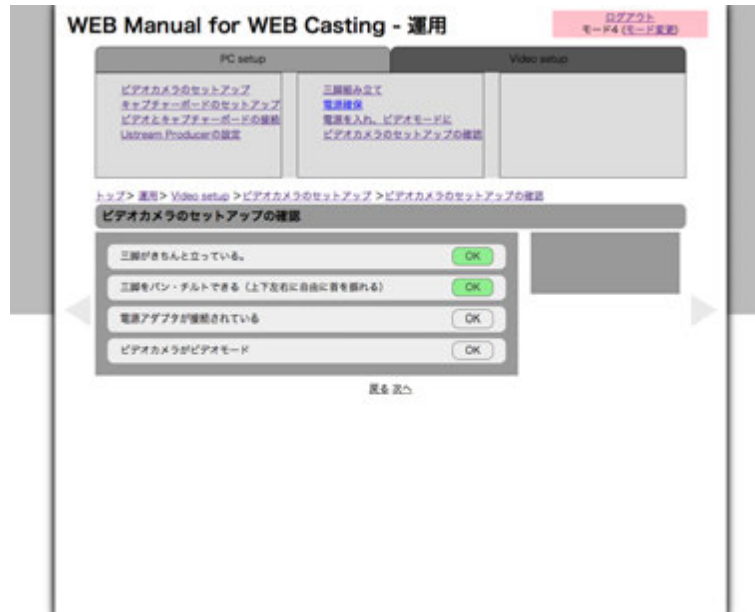 WEB Manual for WEB Casting - 運用
ログアウト
モード4 (モード変更)
PC setup
Video setup
ビデオカメラのセットアップ
キャプチャーボードのセットアップ
ビデオとキャプチャーボードの接続
Ustream Producerの設定
三脚組み立て
電源確保
電源を入れ、ビデオモードに
ビデオカメラのセットアップの確認
トップ> 運用> Video setup >ビデオカメラのセットアップ >ビデオカメラのセットアップの確認
ビデオカメラのセットアップの確認
三脚がきちんと立っている。 OK
三脚をパン・チルトできる（上下左右に自由に首を振れる） OK
電源アダプタが接続されている OK
ビデオカメラがビデオモード OK
戻る 次へ